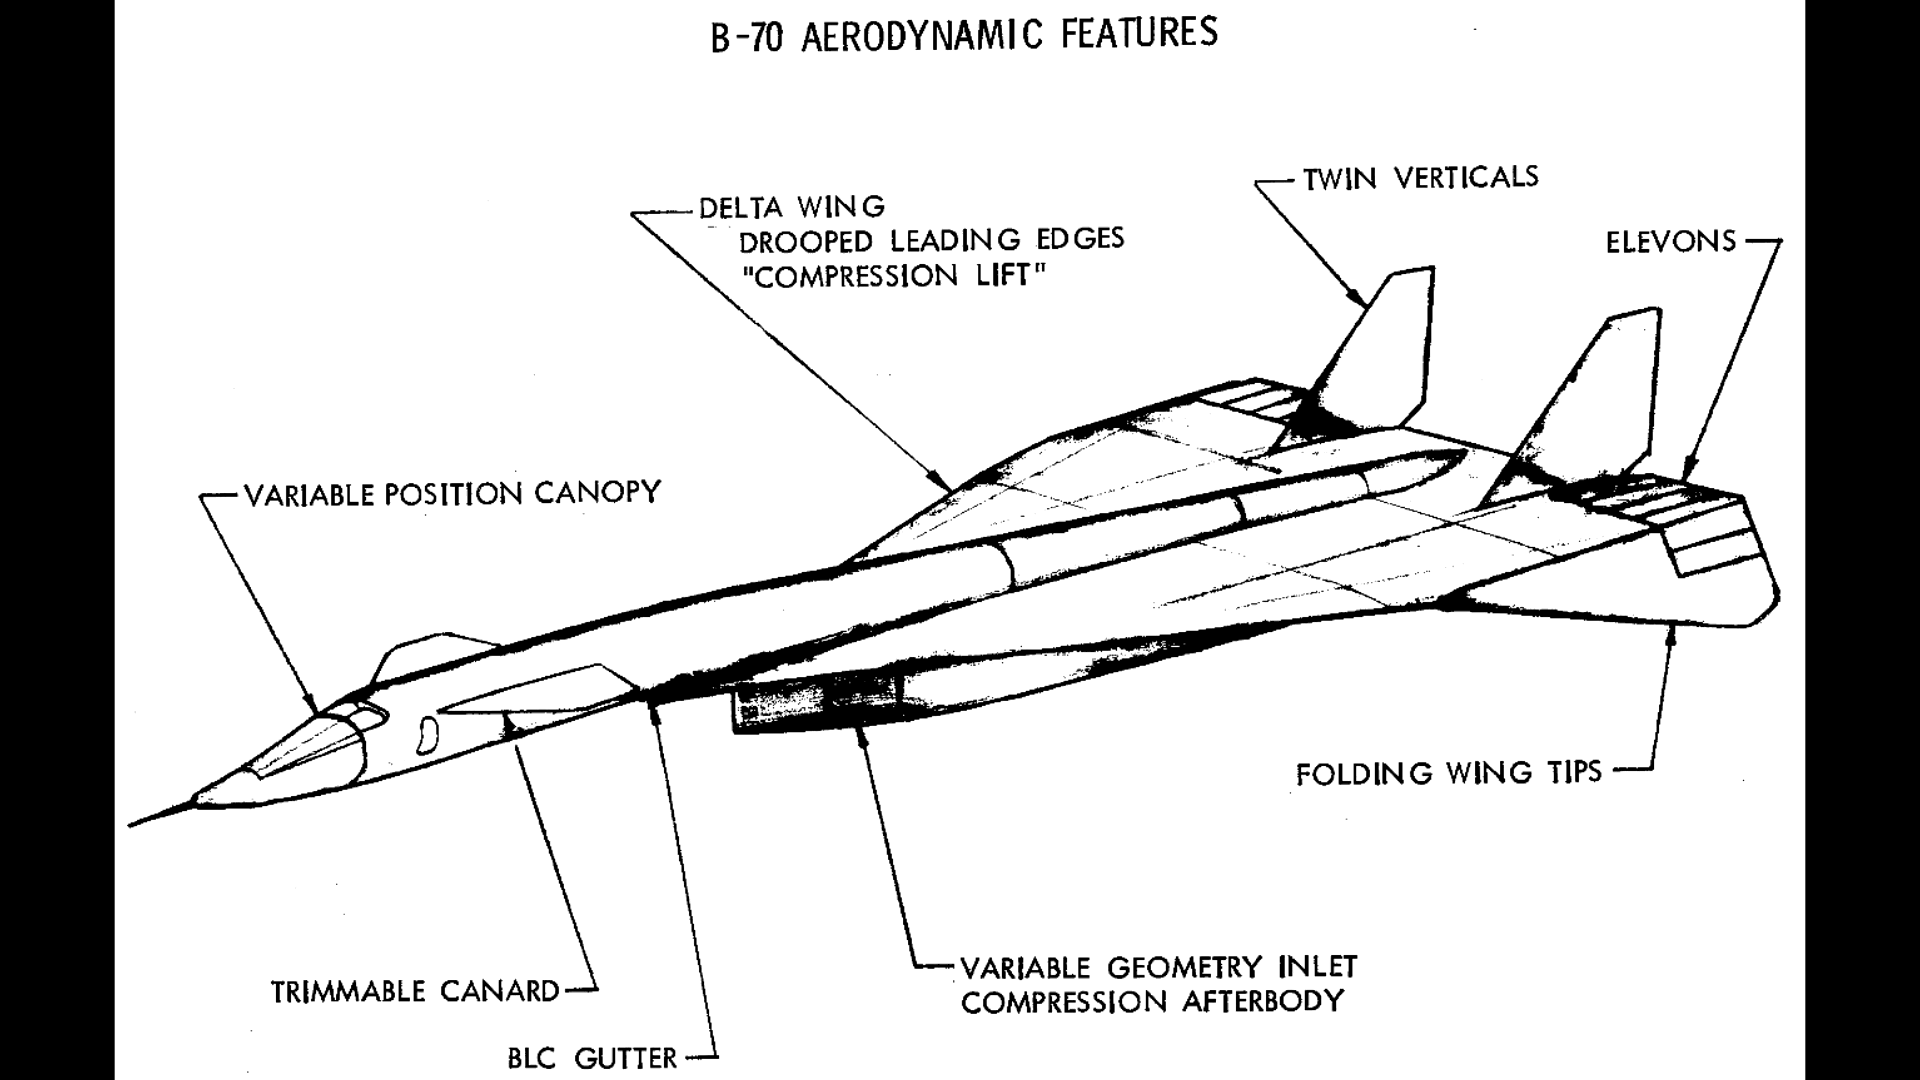 B-70 AERODYNAMIC FEATURES
TWIN VERTICALS
DELTA WING
DROOPED LEADING EDGES
"COMPRESSION LIFT"
ELEVONS
VARIABLE POSITION CANOPY
FOLDING WING TIPS
VARIABLE GEOMETRY INLET
COMPRESSION AFTERBODY
TRIMMABLE CANARD
BLC GUTTER